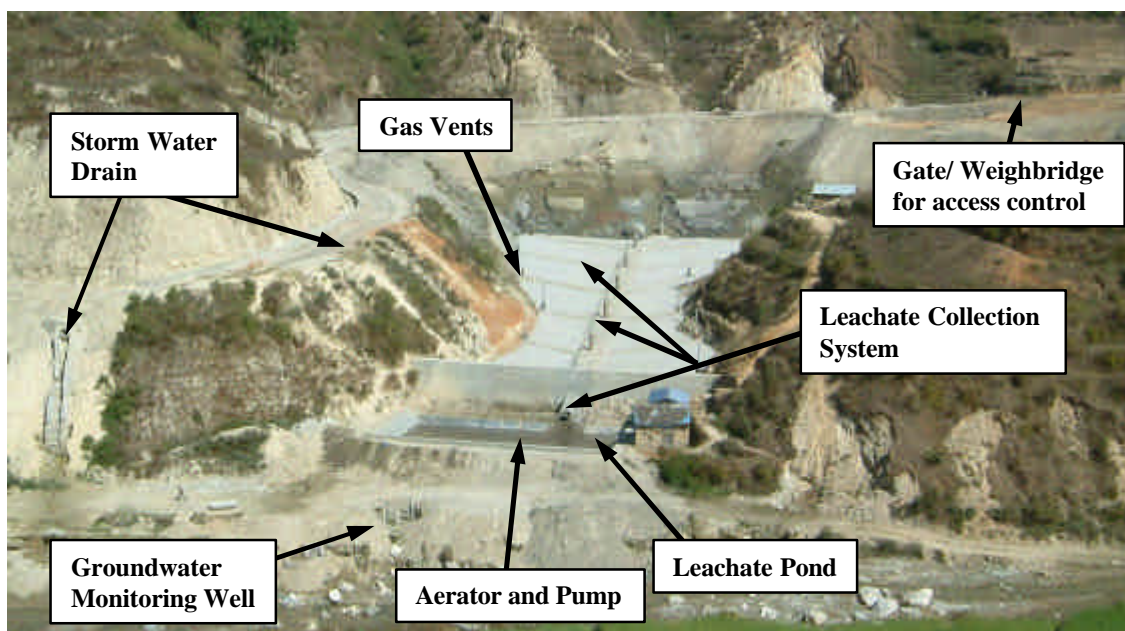 Storm Water
Drain
Gas Vents
Gate/ Weighbridge
for access control
Leachate Collection
System
Groundwater
Monitoring Well
Aerator and Pump
Leachate Pond